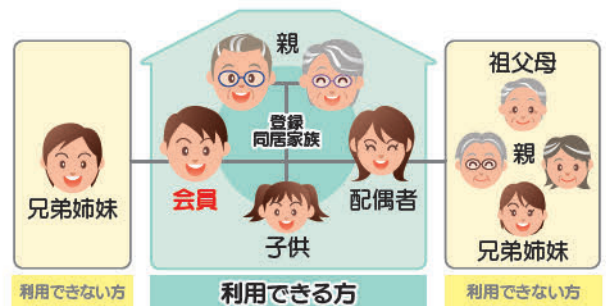 兄弟姉妹
利用できない方
親
登録
同居家族
会員
配偶者
子供
利用できる方
祖父母
親
兄弟姉妹
利用できない方